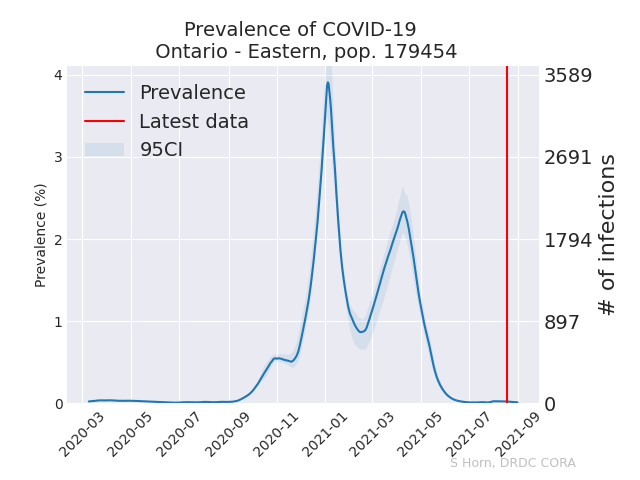 Prevalence of COVID-19
Ontario - Eastern, pop. 179454
Prevalence
Latest data
95CI
Prevalence (%)
4
3
2
1
0
3589
2691
1794
897
0
# of infections
2020-03
2020-05
2020-07
2020-09
2020-11
2021-01
2021-03
2021-05
2021-07
2021-09
S Horn, DRDC CORA